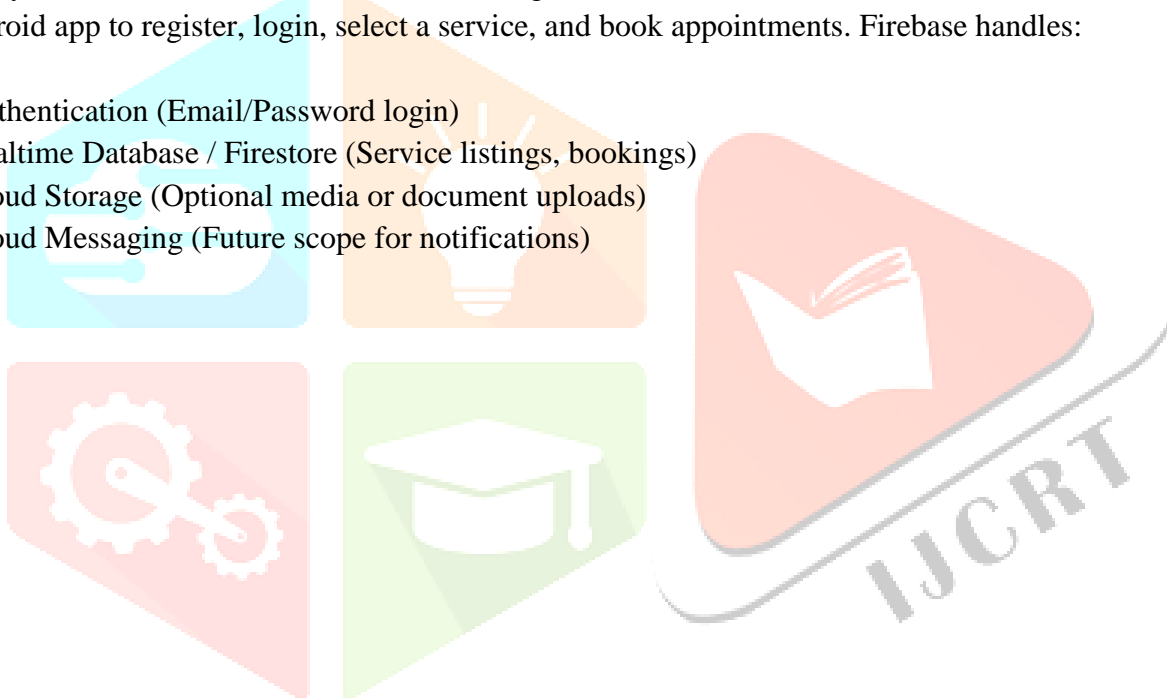 roid app to register, login, select a service, and book appointments. Firebase handles:
thentication (Email/Password login)
altime Database / Firestore (Service listings, bookings)
oud Storage (Optional media or document uploads)
oud Messaging (Future scope for notifications)
IJCRT